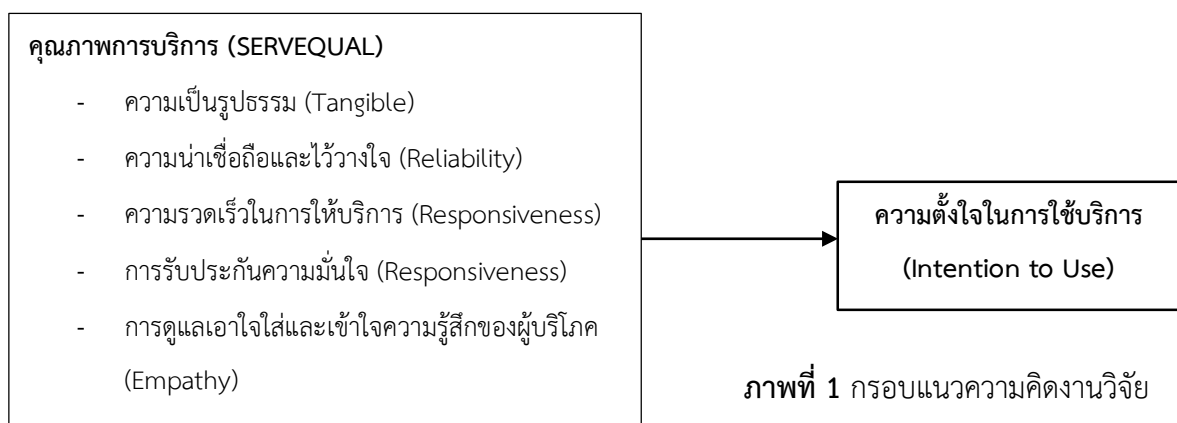 คุณภาพการบริการ (SERVEQUAL)
- ความเป็นรูปธรรม (Tangible)
- ความน่าเชื่อถือและไว้วางใจ (Reliability)
- ความรวดเร็วในการให้บริการ (Responsiveness)
- การรับประกันความมั่นใจ (Responsiveness)
- การดูแลเอาใจใส่และเข้าใจความรู้สึกของผู้บริโภค
(Empathy)
ความตั้งใจในการใช้บริการ
(Intention to Use)
ภาพที่ 1 กรอบแนวความคิดงานวิจัย